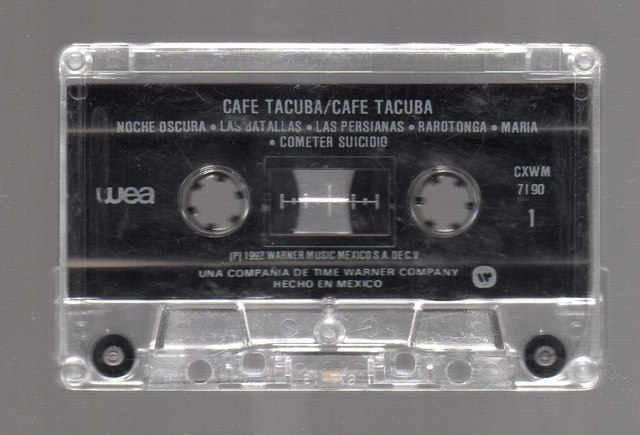 CAFE TACUBA/CAFE TACUBA
NOCHE OSCURA • LAS BATALLAS • LAS PERSIANAS • RAROTONGA • MARIA
• COMETER SUICIDIO
wea
CXWM
7190
1
(P) 1992 WARNER MUSIC MEXICO S.A. DE C.V
UNA COMPAÑIA DE TIME WARNER COMPANY
HECHO EN MEXICO